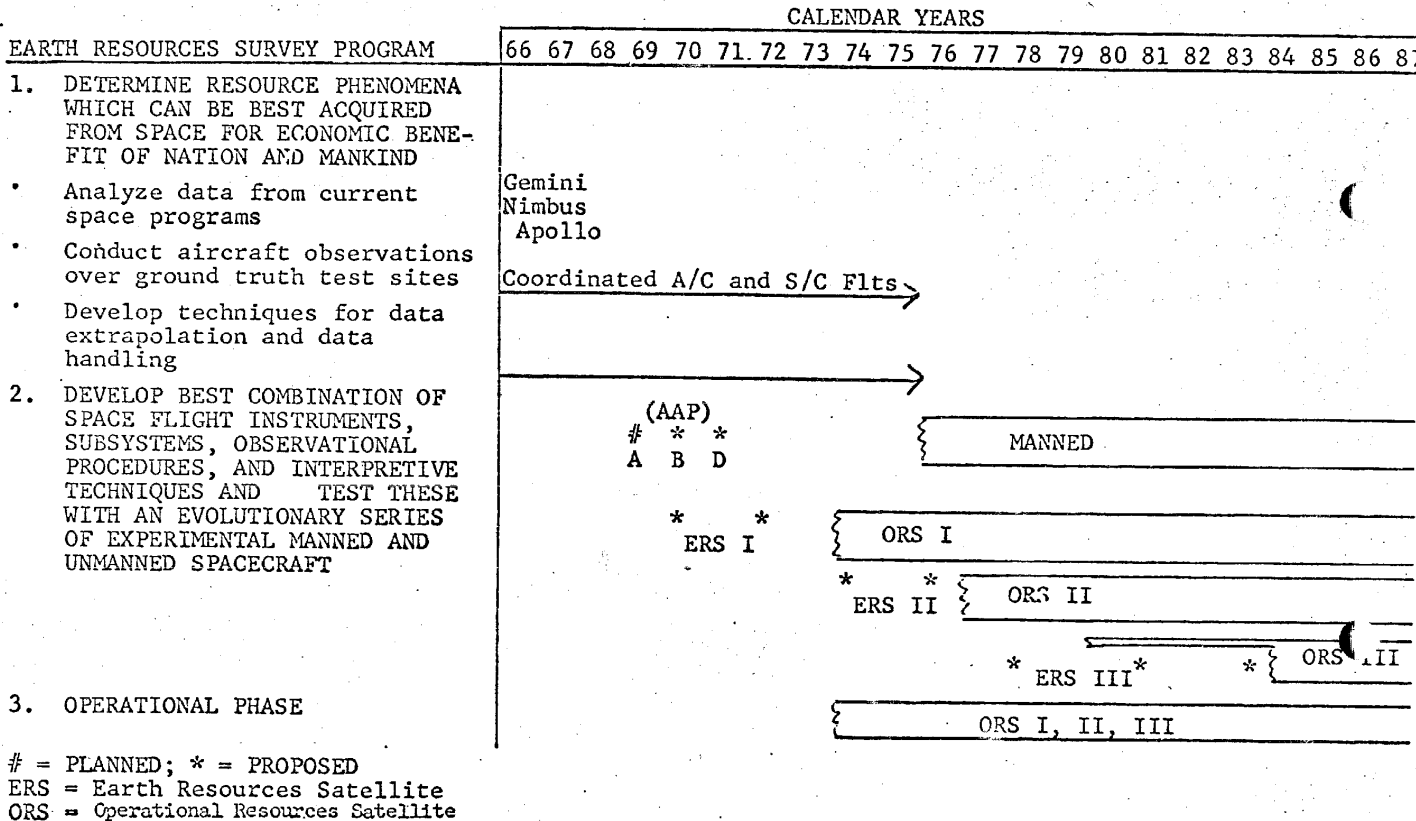 CALENDAR YEARS
EARTH RESOURCES SURVEY PROGRAM 66 67 68 69 70 71 72 73 74 75 76 77 78 79 80 81 82 83 84 85 86 87
1. DETERMINE RESOURCE PHENOMENA
WHICH CAN BE BEST ACQUIRED
FROM SPACE FOR ECONOMIC BENE-
FIT OF NATION AND MANKIND
• Analyze data from current
space programs
Gemini
Nimbus
Apollo
• Conduct aircraft observations
over ground truth test sites
Coordinated A/C and S/C Flts
• Develop techniques for data
extrapolation and data
handling
2. DEVELOP BEST COMBINATION OF
SPACE FLIGHT INSTRUMENTS,
SUBSYSTEMS, OBSERVATIONAL
PROCEDURES, AND INTERPRETIVE
TECHNIQUES AND TEST THESE
WITH AN EVOLUTIONARY SERIES
OF EXPERIMENTAL MANNED AND
UNMANNED SPACECRAFT
(AAP)
# * *
A B D
MANNED
* *
ERS I
ORS I
* *
ERS II
ORS II
* * *
ERS III
ORS III
3. OPERATIONAL PHASE
ORS I, II, III
# = PLANNED; * = PROPOSED
ERS = Earth Resources Satellite
ORS = Operational Resources Satellite